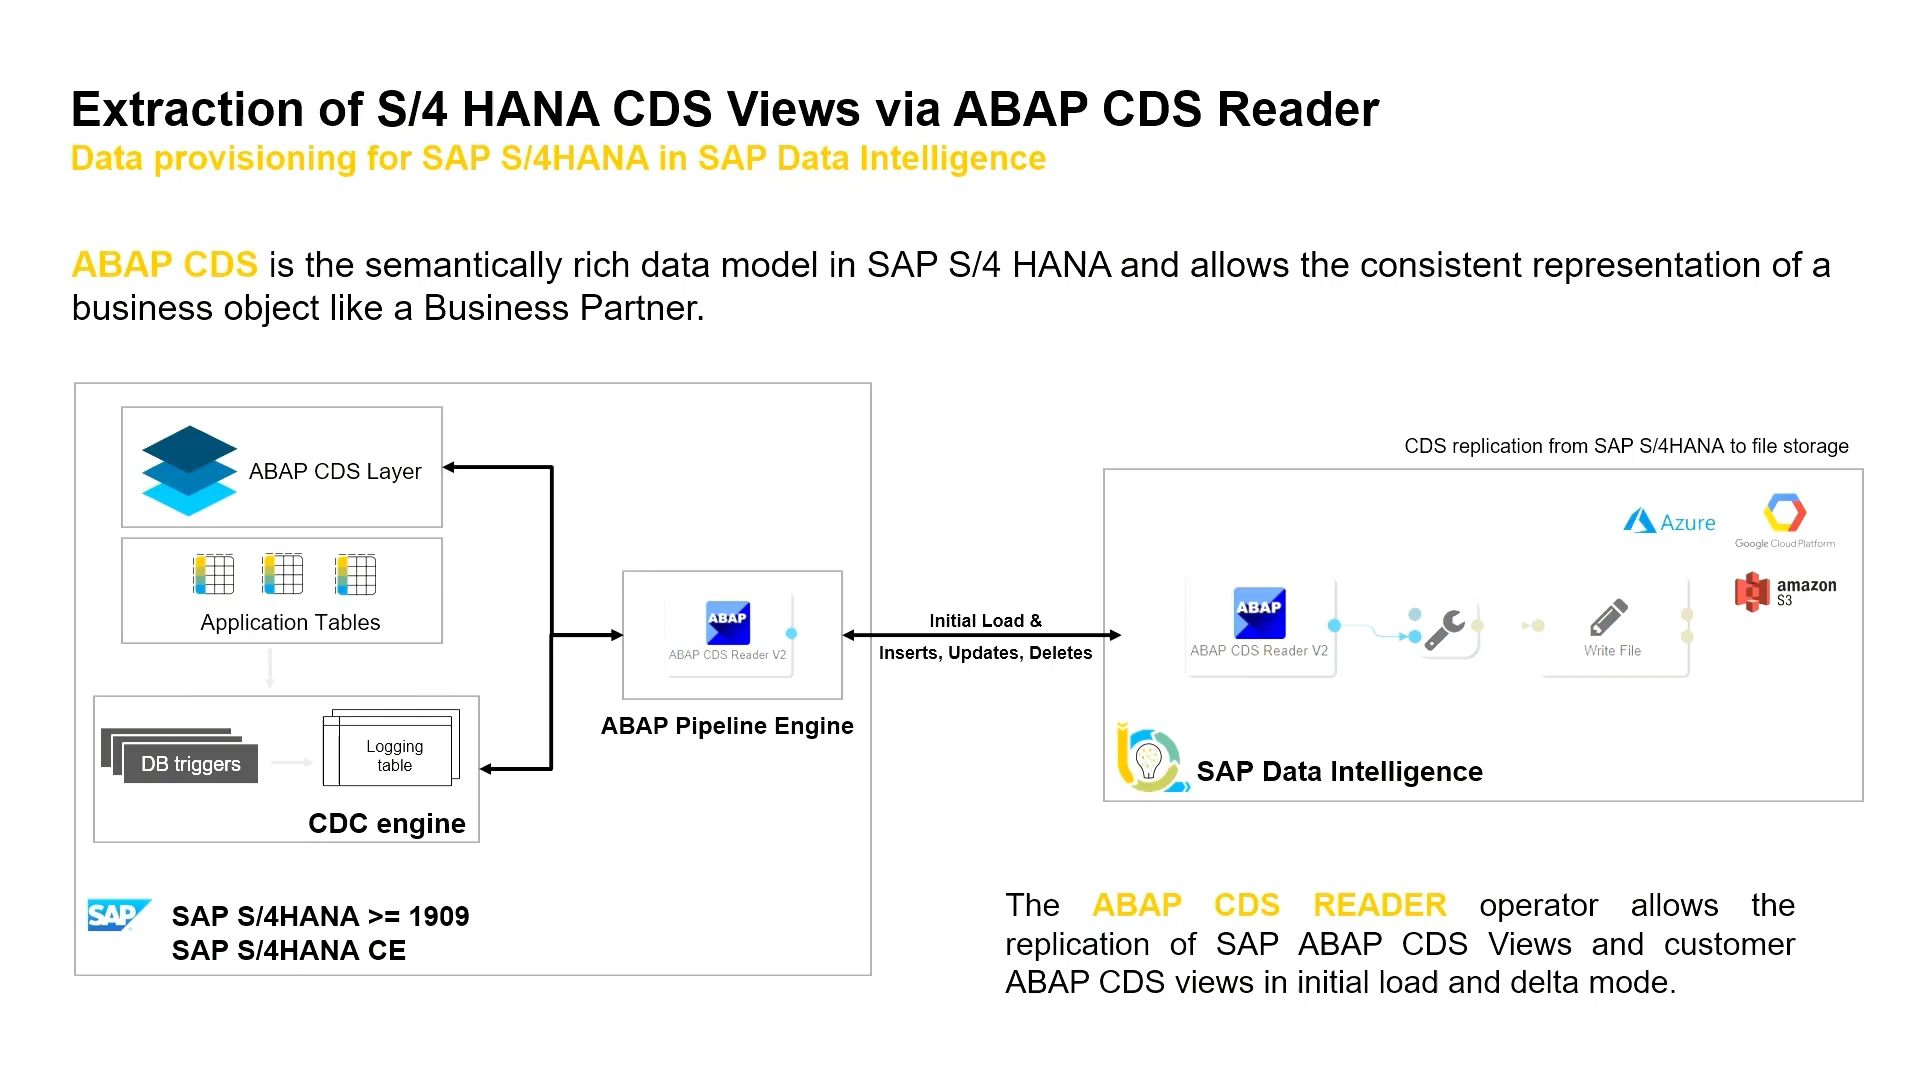 Extraction of S/4 HANA CDS Views via ABAP CDS Reader
Data provisioning for SAP S/4HANA in SAP Data Intelligence
ABAP CDS is the semantically rich data model in SAP S/4 HANA and allows the consistent representation of a
business object like a Business Partner.
ABAP CDS Layer
Application Tables
DB triggers
Logging
table
CDC engine
SAP
SAP S/4HANA >= 1909
SAP S/4HANA CE
ABAP
ABAP CDS Reader V2
ABAP Pipeline Engine
Initial Load &
Inserts, Updates, Deletes
CDS replication from SAP S/4HANA to file storage
Azure
Google Cloud Platform
amazon
S3
ABAP
ABAP CDS Reader V2
Write File
SAP Data Intelligence
The ABAP CDS READER operator allows the
replication of SAP ABAP CDS Views and customer
ABAP CDS views in initial load and delta mode.